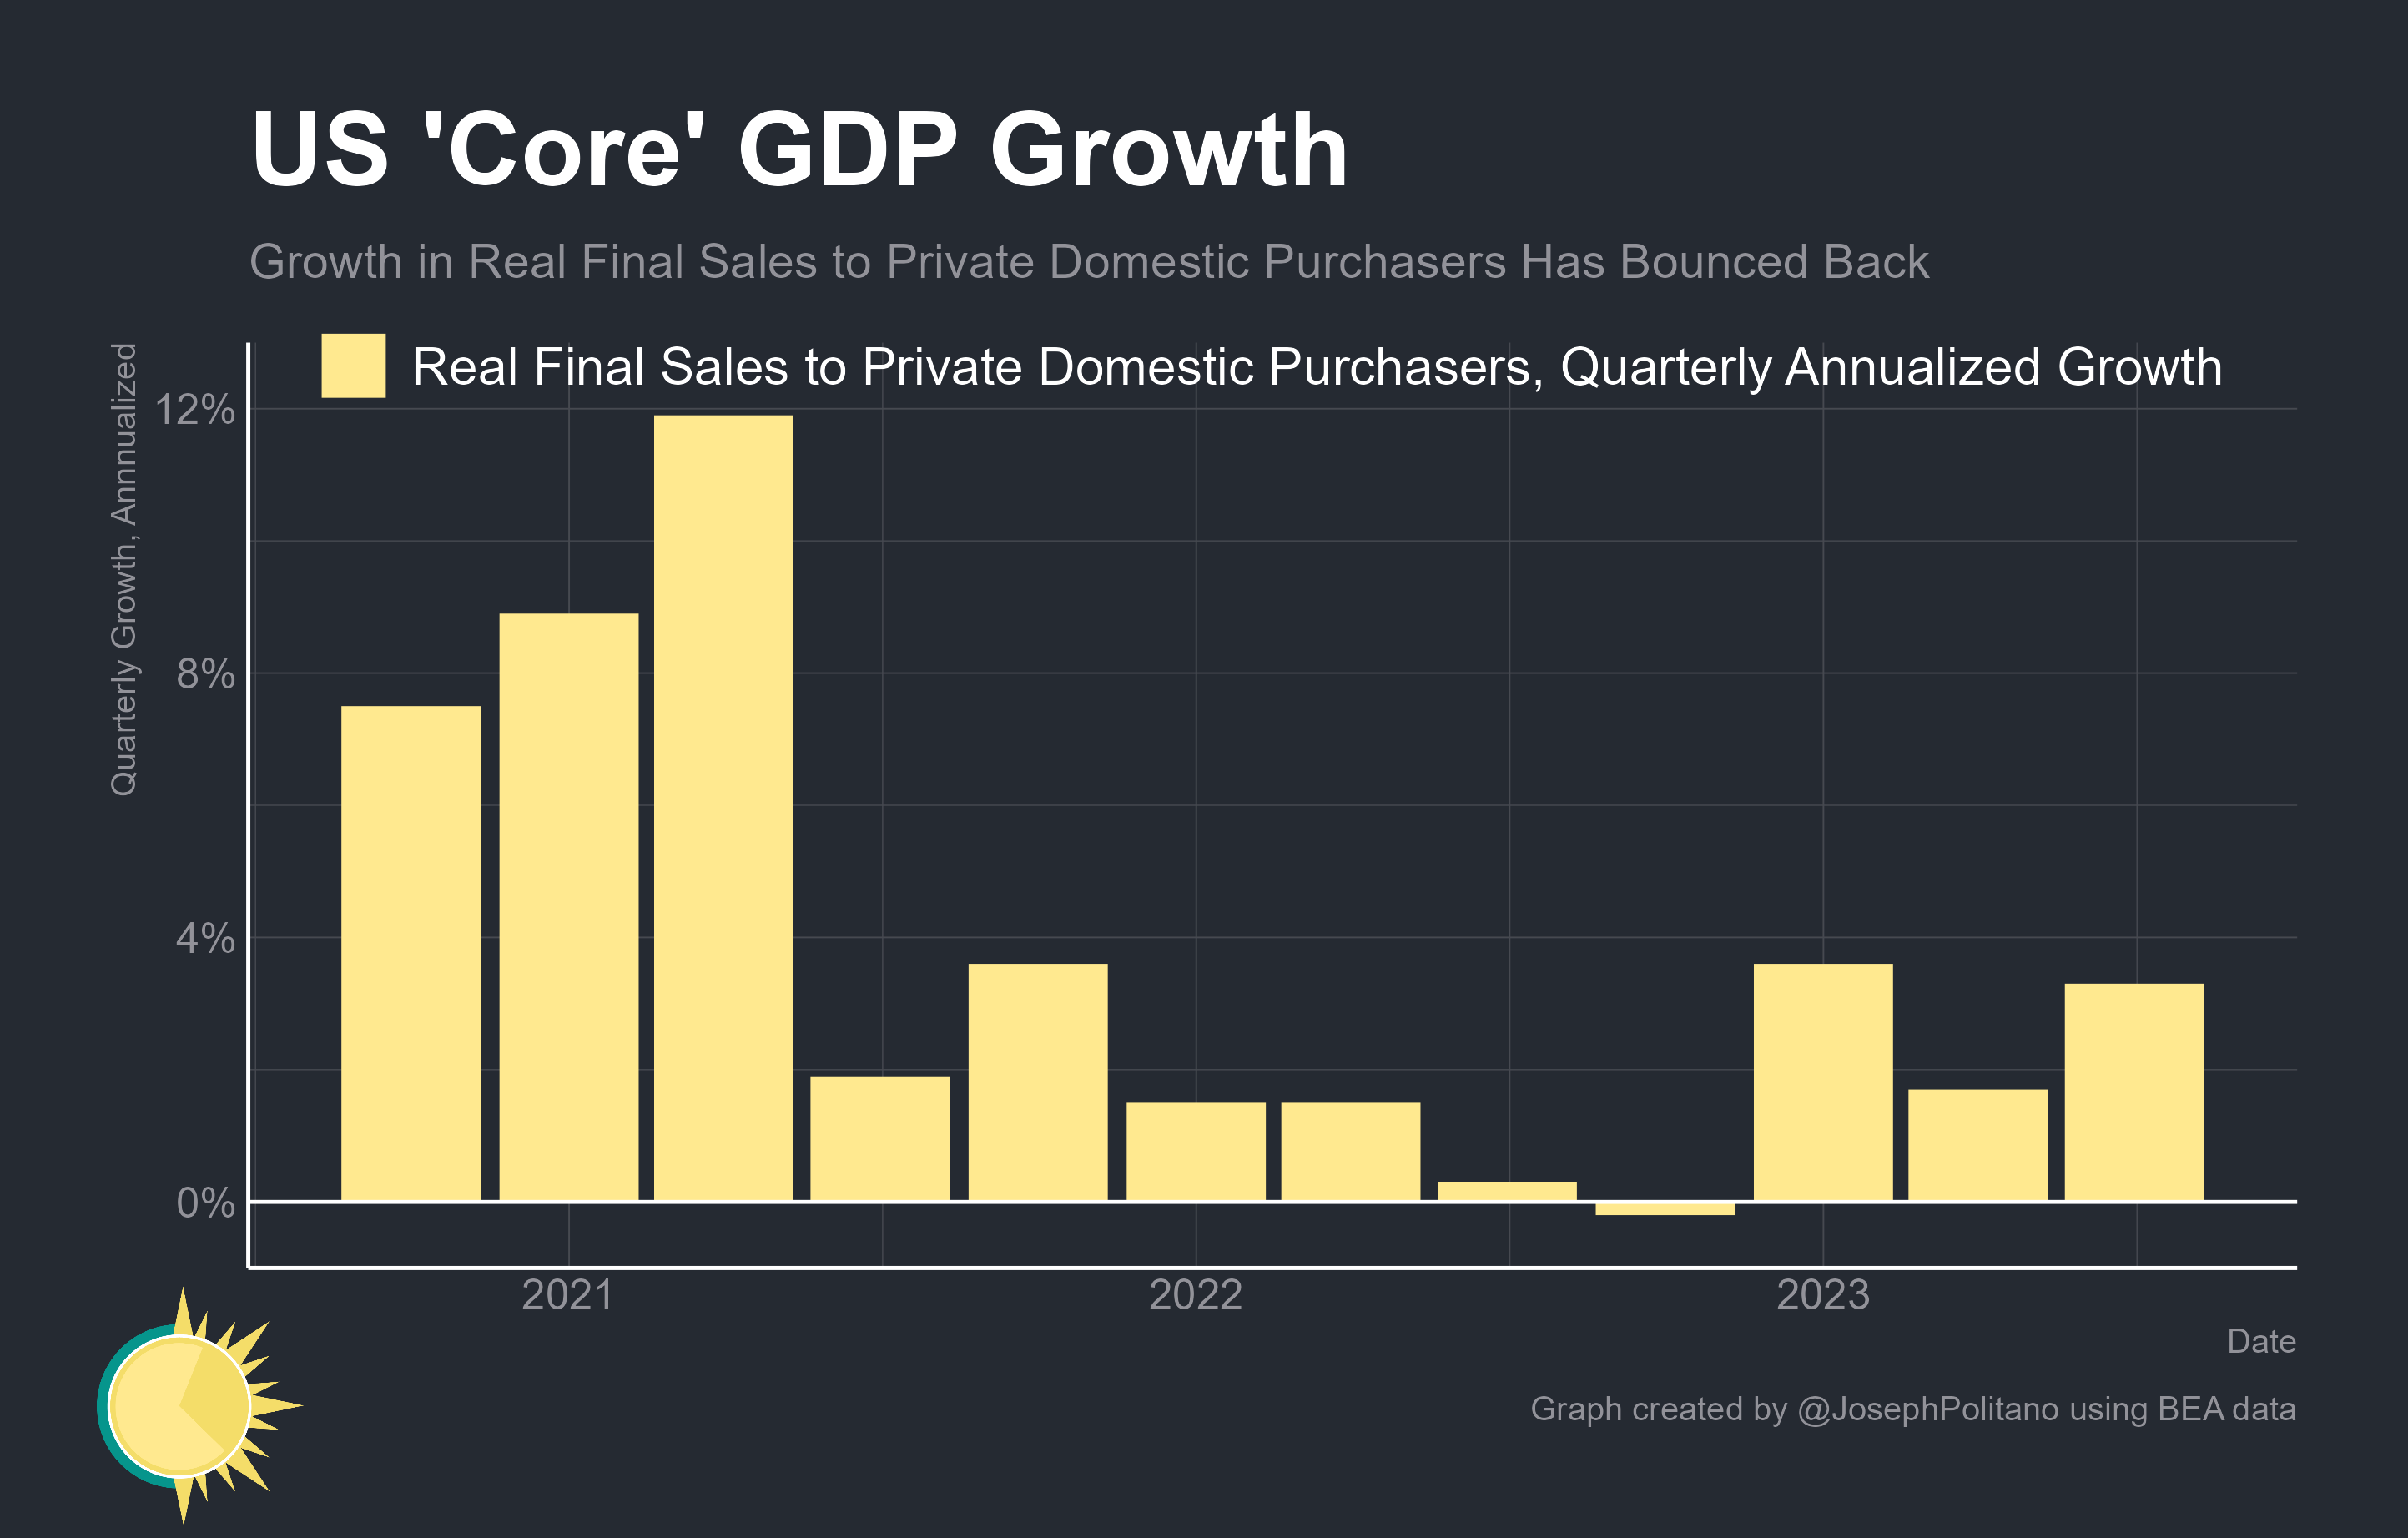 US 'Core' GDP Growth
Growth in Real Final Sales to Private Domestic Purchasers Has Bounced Back
Real Final Sales to Private Domestic Purchasers, Quarterly Annualized Growth
Quarterly Growth, Annnualized
12%
8%
4%
0%
2021
2022
2023
Date
Graph created by @JosephPolitano using BEA data